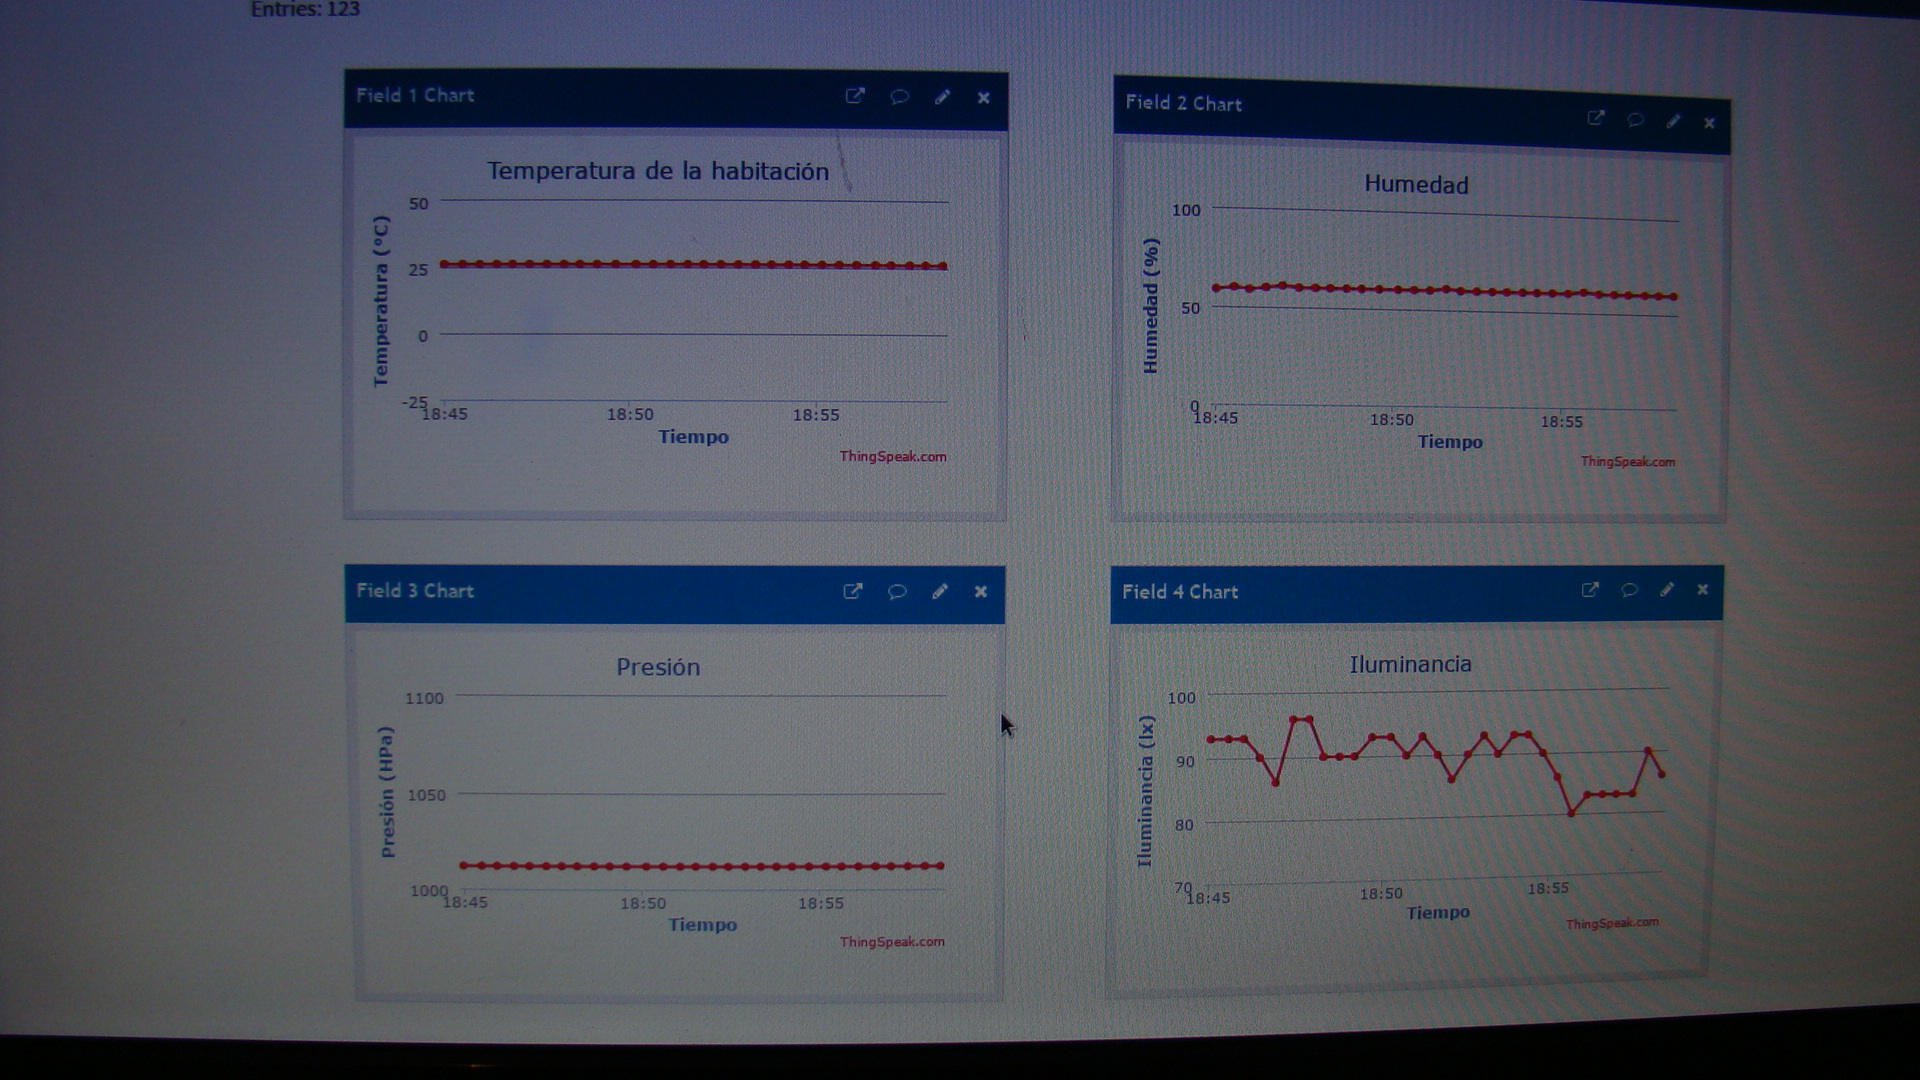 Entries: 123
Field 1 Chart
Temperatura de la habitación
Temperatura (°C)
50
25
0
-25
18:45 18:50 18:55
Tiempo
ThingSpeak.com
Field 2 Chart
Humedad
Humedad (%)
100
50
0
18:45 18:50 18:55
Tiempo
ThingSpeak.com
Field 3 Chart
Presión
Presión (HPa)
1100
1050
1000
18:45 18:50 18:55
Tiempo
ThingSpeak.com
Field 4 Chart
Iluminancia
Iluminancia (lx)
100
90
80
70
18:45 18:50 18:55
Tiempo
ThingSpeak.com